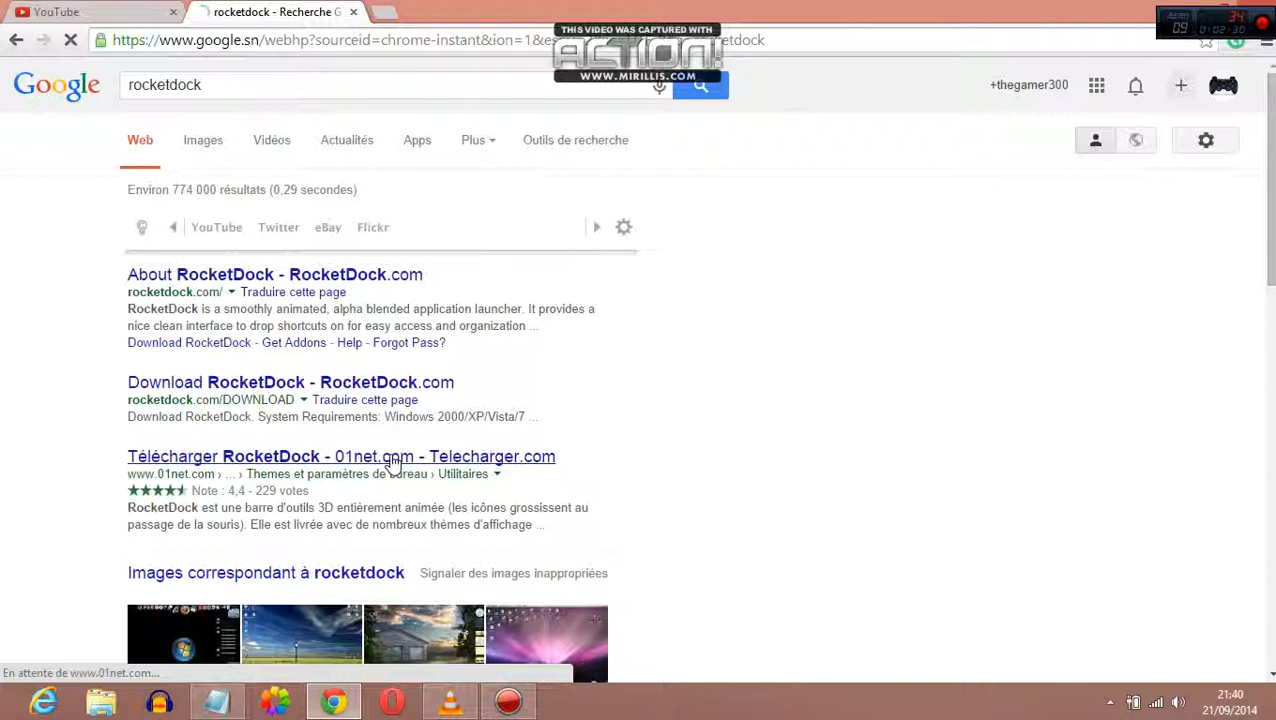 YouTube
rocketdock - Recherche G
THIS VIDEO WAS CAPTURED WITH
ACTION!
WWW.MIRILLIS.COM
34
09
0:02:30
https://www.google.sn
Google
rocketdock
+thegamer300
Web Images Vidéos Actualités Apps Plus Outils de recherche
Environ 774 000 résultats (0,29 secondes)
YouTube Twitter eBay Flickr
About RocketDock - RocketDock.com
rocketdock.com/ Traduire cette page
RocketDock is a smoothly animated, alpha blended application launcher. It provides a
nice clean interface to drop shortcuts on for easy access and organization ...
Download RocketDock - Get Addons - Help - Forgot Pass?
Download RocketDock - RocketDock.com
rocketdock.com/DOWNLOAD Traduire cette page
Download RocketDock. System Requirements: Windows 2000/XP/Vista/7 ...
Télécharger RocketDock - 01net.com - Telecharger.com
www.01net.com › ... › Themes et paramètres de bureau › Utilitaires
Note : 4,4 - 229 votes
RocketDock est une barre d'outils 3D entièrement animée (les icônes grossissent au
passage de la souris). Elle est livrée avec de nombreux thèmes d'affichage ...
Images correspondant à rocketdock Signaler des images inappropriées
En attente de www.01net.com...
21:40
21/09/2014